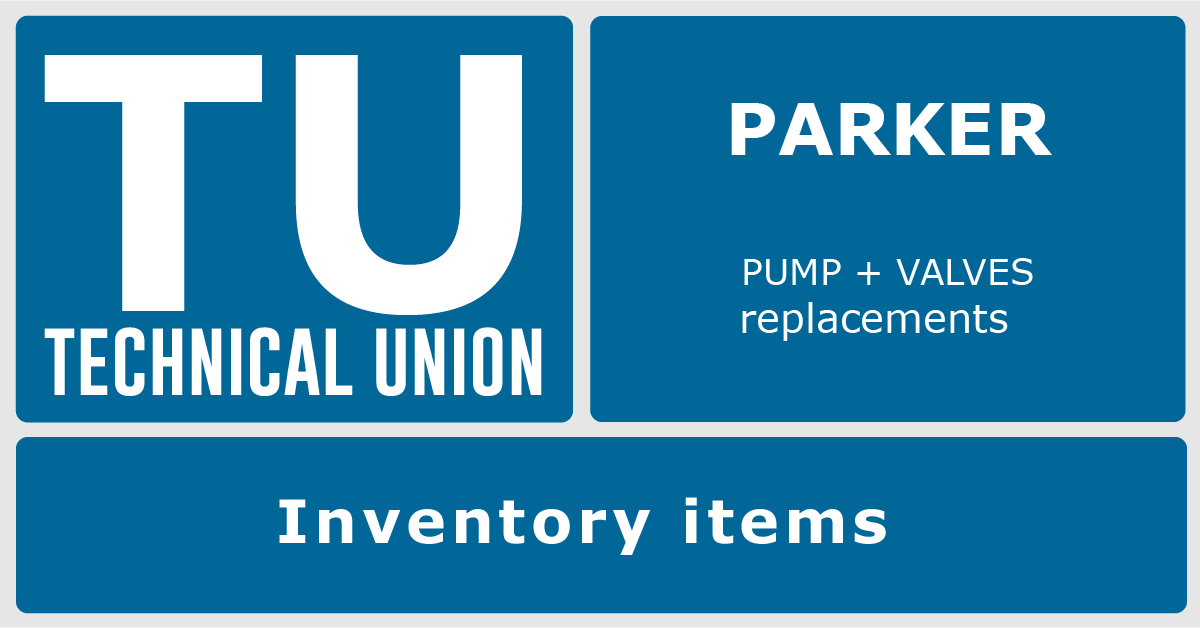 TU
TECHNICAL UNION
PARKER
PUMP + VALVES
replacements
Inventory items